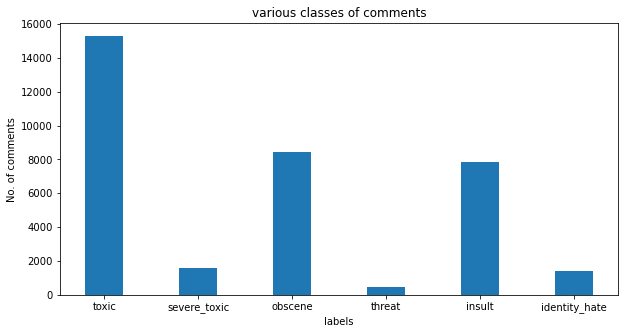 various classes of comments
No. of comments
16000
14000
12000
10000
8000
6000
4000
2000
0
toxic severe_toxic obscene threat insult identity_hate
labels